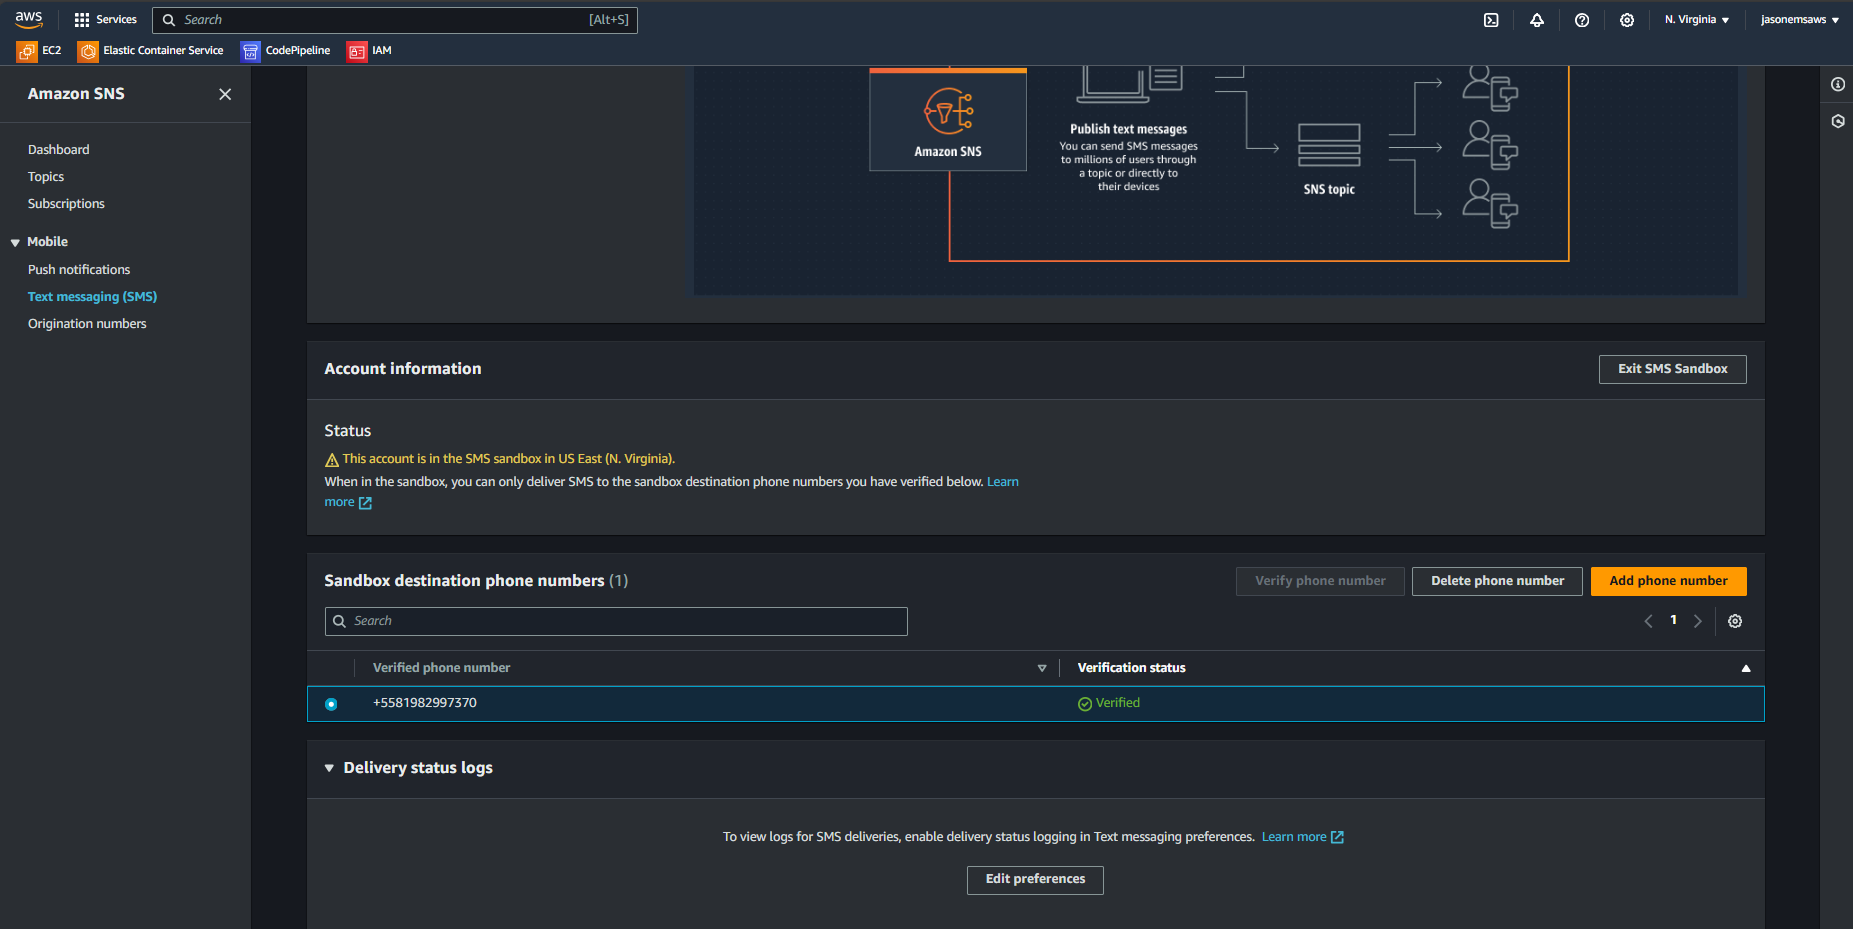 aws
Services
Search
[Alt+S]
N. Virginia
jasonemsaws
EC2
Elastic Container Service
CodePipeline
IAM
Amazon SNS
Dashboard
Topics
Subscriptions
Mobile
Push notifications
Text messaging (SMS)
Origination numbers
Amazon SNS
Publish text messages
You can send SMS messages
to millions of users through
a topic or directly to
their devices
SNS topic
Account information
Exit SMS Sandbox
Status
This account is in the SMS sandbox in US East (N. Virginia).
When in the sandbox, you can only deliver SMS to the sandbox destination phone numbers you have verified below. Learn
more
Sandbox destination phone numbers (1)
Verify phone number
Delete phone number
Add phone number
Search
1
Verified phone number
Verification status
+5581982997370
Verified
Delivery status logs
To view logs for SMS deliveries, enable delivery status logging in Text messaging preferences. Learn more
Edit preferences